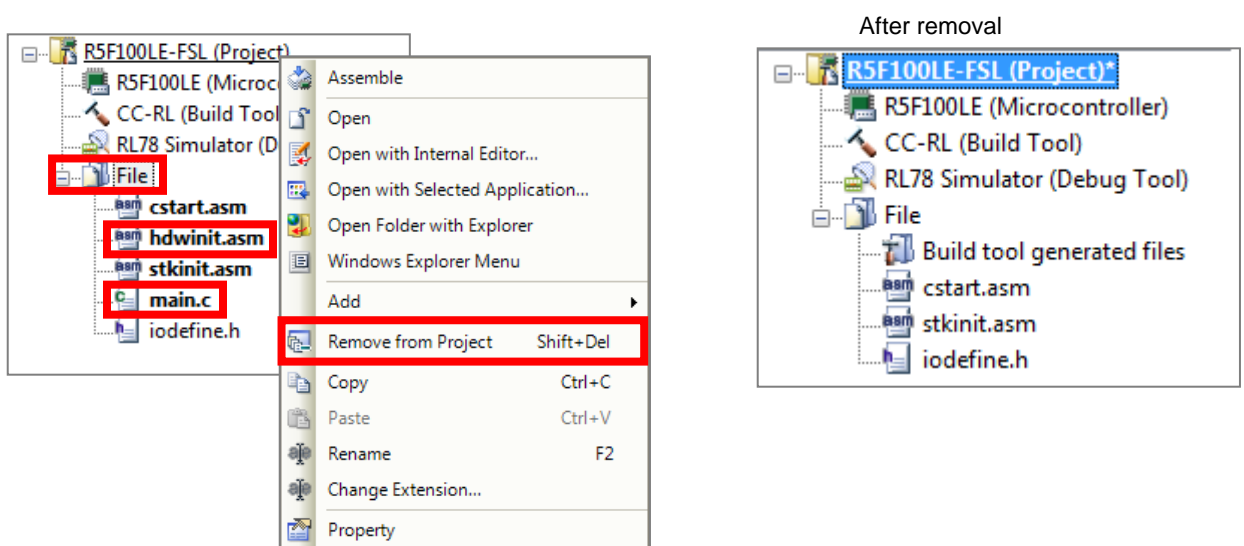 After removal
R5F100LE-FSL (Project)
R5F100LE (Microc
CC-RL (Build Tool
RL78 Simulator (D
File
cstart.asm
hdwinit.asm
stkinit.asm
main.c
iodefine.h
Assemble
Open
Open with Internal Editor...
Open with Selected Application...
Open Folder with Explorer
Windows Explorer Menu
Add
Remove from Project Shift+Del
Copy Ctrl+C
Paste Ctrl+V
Rename F2
Change Extension...
Property
R5F100LE-FSL (Project)*
R5F100LE (Microcontroller)
CC-RL (Build Tool)
RL78 Simulator (Debug Tool)
File
Build tool generated files
cstart.asm
stkinit.asm
iodefine.h